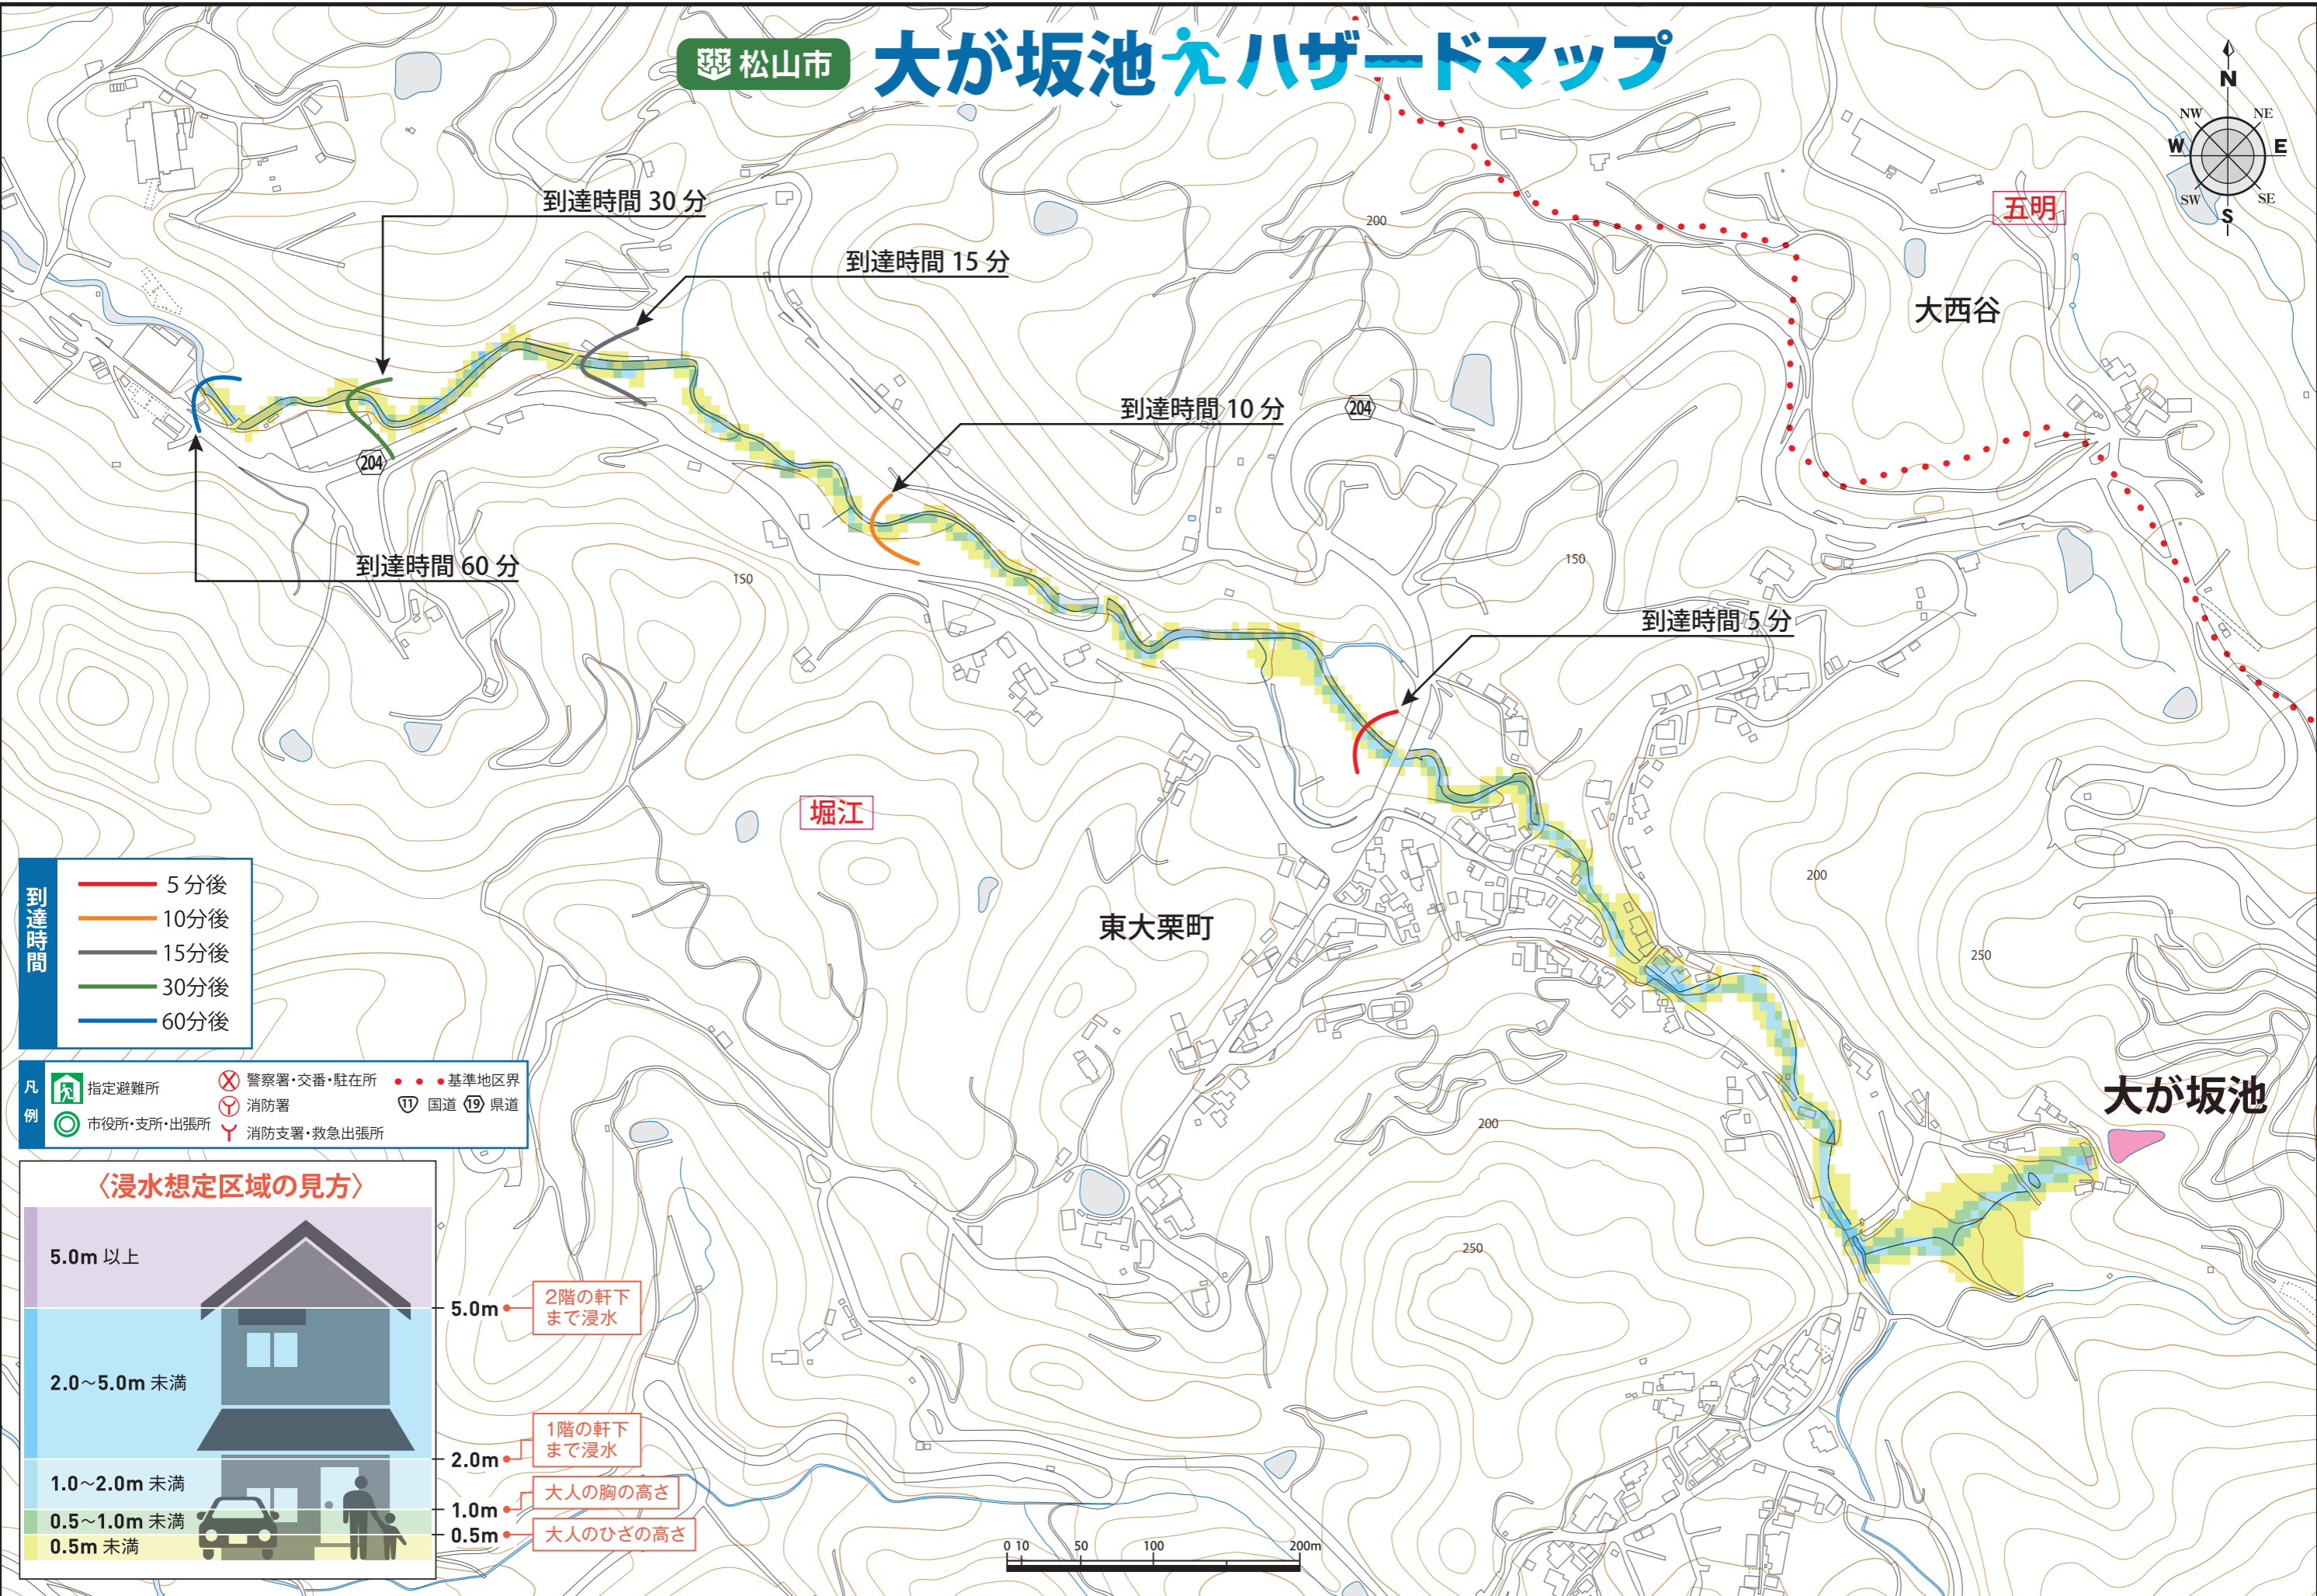 松山市 大が坂池 ハザードマップ
N
NW NE
W E
SW SE
S
五明
到達時間 30 分
200
到達時間 15 分
大西谷
到達時間 10 分
204
204
到達時間 60 分
150
150
到達時間 5 分
堀江
200
東大栗町
250
大が坂池
200
250
到達時間
5 分後
10分後
15分後
30分後
60分後
凡例
指定避難所
市役所・支所・出張所
警察署・交番・駐在所
消防署
消防支署・救急出張所
基準地区界
11 国道 19 県道
〈浸水想定区域の見方〉
5.0m 以上
5.0m
2階の軒下
まで浸水
2.0～5.0m 未満
1階の軒下
まで浸水
2.0m
1.0～2.0m 未満
大人の胸の高さ
1.0m
0.5～1.0m 未満
0.5m
大人のひざの高さ
0.5m 未満
0 10 50 100 200m